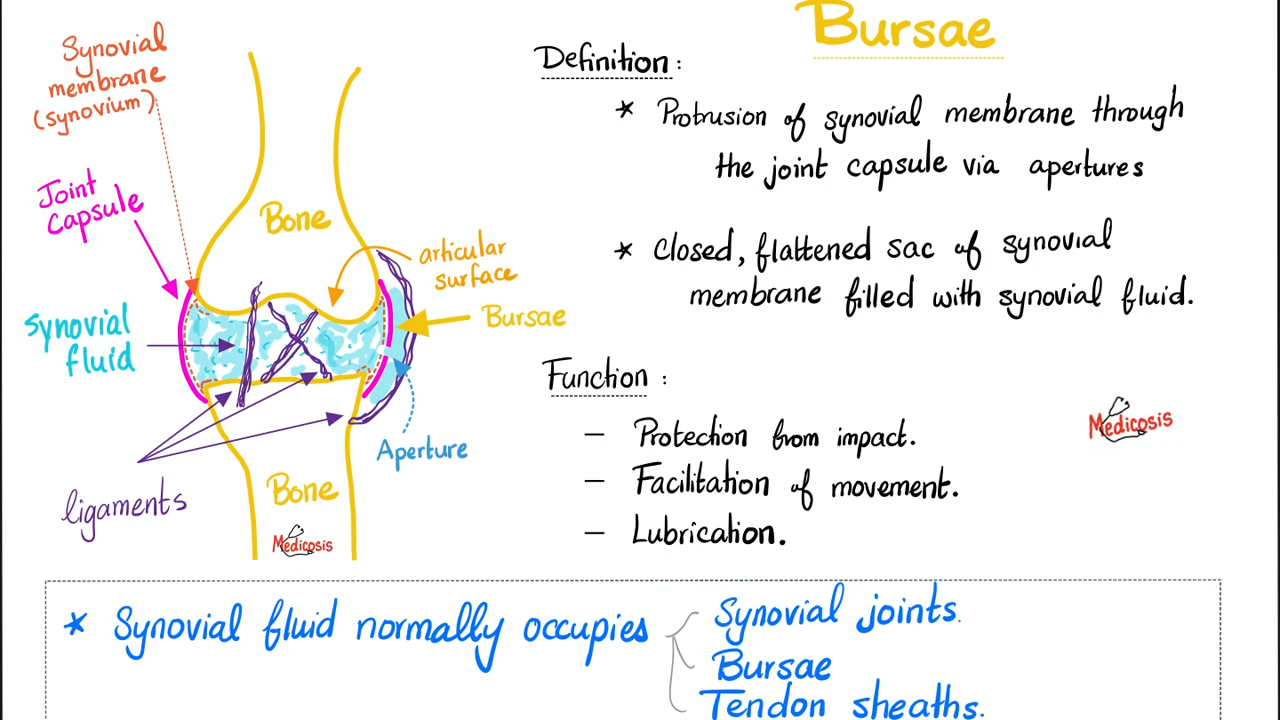 Bursae
Synovial
membrane
(synovium)
Joint
Capsule
Bone
articular
surface
Bursae
Synovial
fluid
Aperture
ligaments
Bone
Medicosis
Definition:
* Protrusion of synovial membrane through
the joint capsule via apertures
* Closed, flattened sac of synovial
membrane filled with synovial fluid.
Function:
- Protection from impact.
- Facilitation of movement.
- Lubrication.
Medicosis
* Synovial fluid normally occupies
Synovial joints.
Bursae
Tendon sheaths.